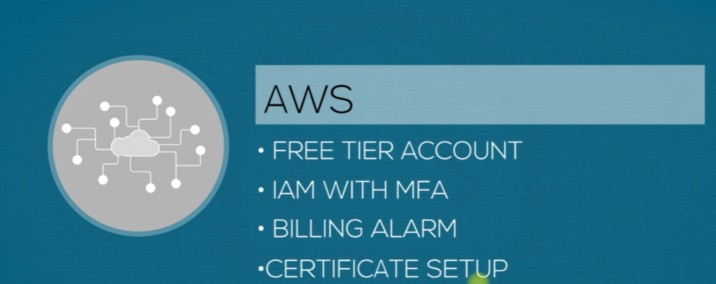 AWS
• FREE TIER ACCOUNT
• IAM WITH MFA
• BILLING ALARM
•CERTIFICATE SETUP